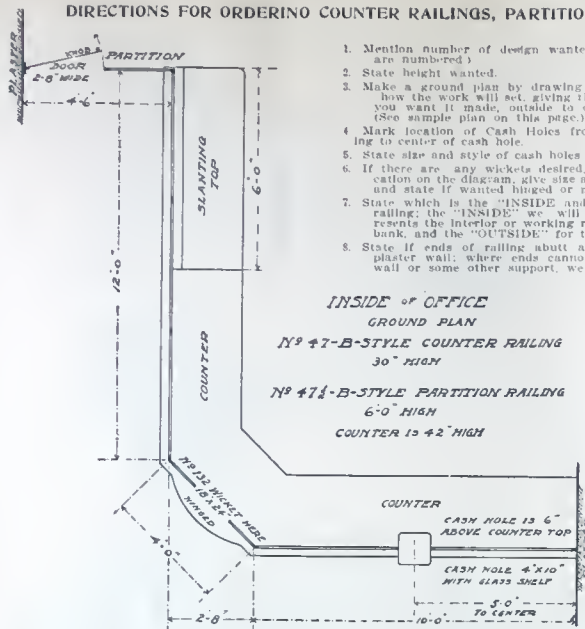 DIRECTIONS FOR ORDERING COUNTER RAILINGS, PARTITIO
1. Mention number of design wante
are numbered)
2. State height wanted.
3. Make a ground plan by drawing
how the work will set, giving
you want it made, outside to
(See sample plan on this page.)
4 Mark location of Cash Holes
ing to center of cash hole.
5. State size and style of cash holes
6. If there are any wickets desired,
cation on the diagram, give size
and state if wanted hinged or
7. State which is the "INSIDE and
railing; the "INSIDE" we will
resents the interior or working
bank, and the "OUTSIDE" for
8. State if ends of railing abutt
plaster wall; where ends
wall or some other support, we
PLASTER
KNOB
DOOR
2'-8" WIDE
PARTITION
4'-6"
12'-0"
SLANTING
TOP
6'-0"
COUNTER
INSIDE OF OFFICE
GROUND PLAN
Nº 47-B-STYLE COUNTER RAILING
30" HIGH
Nº 47½-B-STYLE PARTITION RAILING
6'-0" HIGH
COUNTER IS 42" HIGH
Nº 132 WICKET HERE
18 X 24
HINGED
4'-0"
COUNTER
CASH HOLE IS 6"
ABOVE COUNTER TOP
CASH HOLE 4"X10"
WITH GLASS SHELF
5'-0"
TO CENTER
2'-8"
10'-0"